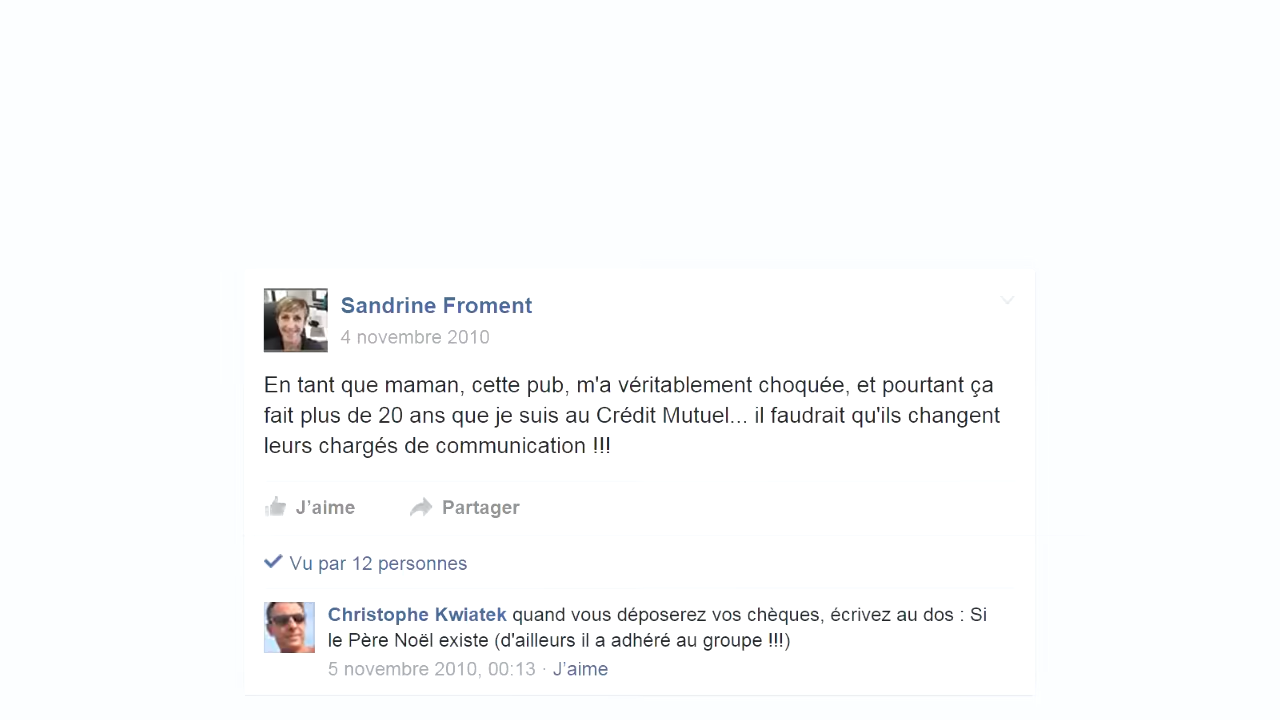 Sandrine Froment
4 novembre 2010
En tant que maman, cette pub, m'a véritablement choquée, et pourtant ça
fait plus de 20 ans que je suis au Crédit Mutuel... il faudrait qu'ils changent
leurs chargés de communication !!!
J’aime Partager
Vu par 12 personnes
Christophe Kwiatek quand vous déposerez vos chèques, écrivez au dos : Si
le Père Noël existe (d'ailleurs il a adhéré au groupe !!!)
5 novembre 2010, 00:13 · J’aime